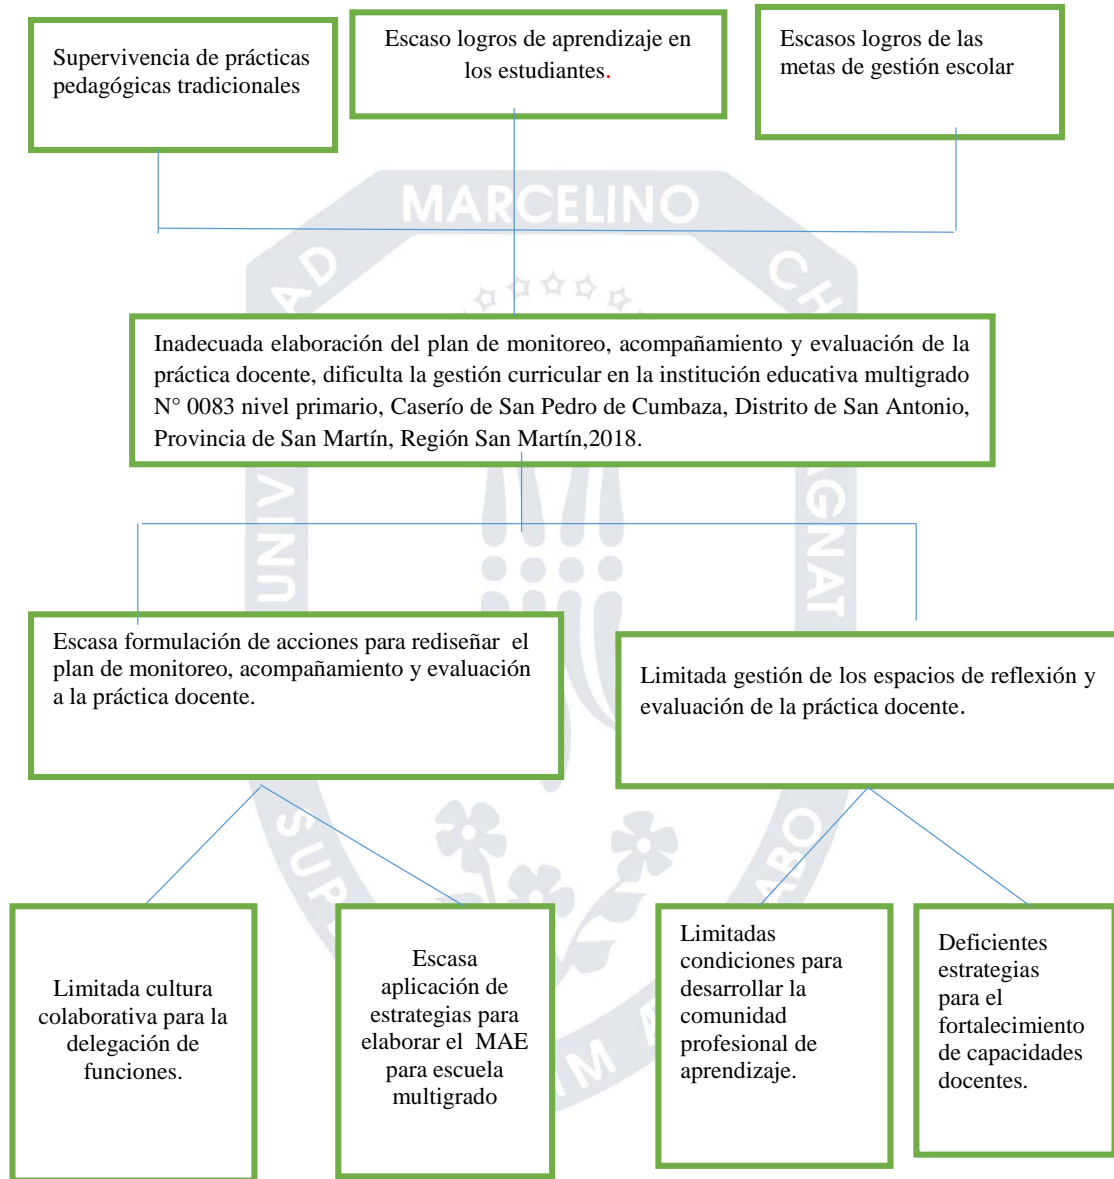 Supervivencia de prácticas
pedagógicas tradicionales
Escaso logros de aprendizaje en
los estudiantes.
Escasos logros de las
metas de gestión escolar
MARCELINO
Inadecuada elaboración del plan de monitoreo, acompañamiento y evaluación de la
práctica docente, dificulta la gestión curricular en la institución educativa multigrado
N° 0083 nivel primario, Caserío de San Pedro de Cumbaza, Distrito de San Antonio,
Provincia de San Martín, Región San Martín,2018.
Escasa formulación de acciones para rediseñar el
plan de monitoreo, acompañamiento y evaluación
a la práctica docente.
Limitada gestión de los espacios de reflexión y
evaluación de la práctica docente.
Limitada cultura
colaborativa para la
delegación de
funciones.
Escasa
aplicación de
estrategias para
elaborar el MAE
para escuela
multigrado
Limitadas
condiciones para
desarrollar la
comunidad
profesional de
aprendizaje.
Deficientes
estrategias
para el
fortalecimiento
de capacidades
docentes.